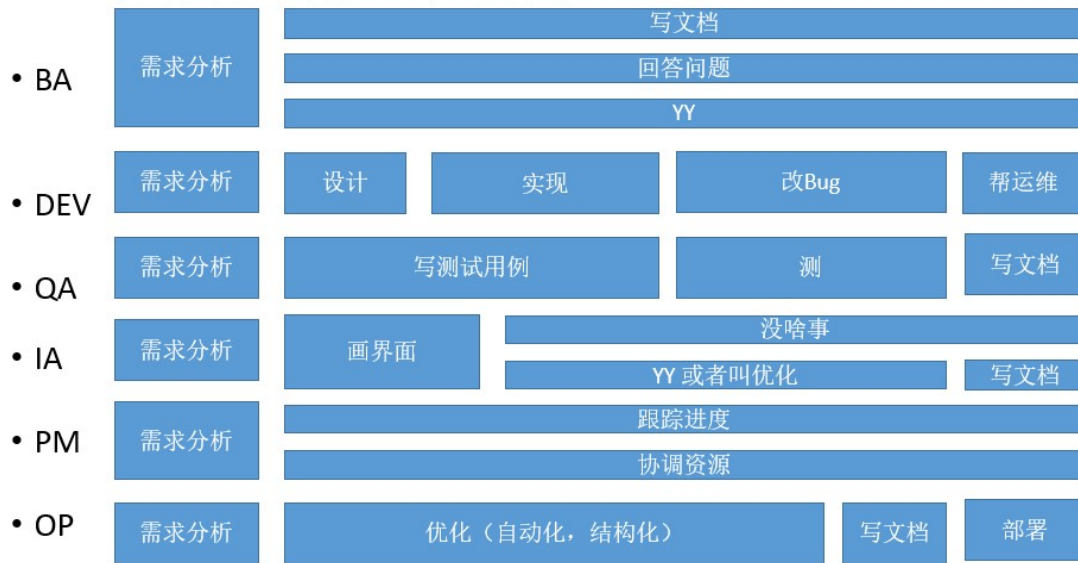 • BA
需求分析
写文档
回答问题
YY
• DEV
需求分析
设计
实现
改Bug
帮运维
• QA
需求分析
写测试用例
测
写文档
• IA
需求分析
画界面
没啥事
YY 或者叫优化
写文档
• PM
需求分析
跟踪进度
协调资源
• OP
需求分析
优化（自动化，结构化）
写文档
部署